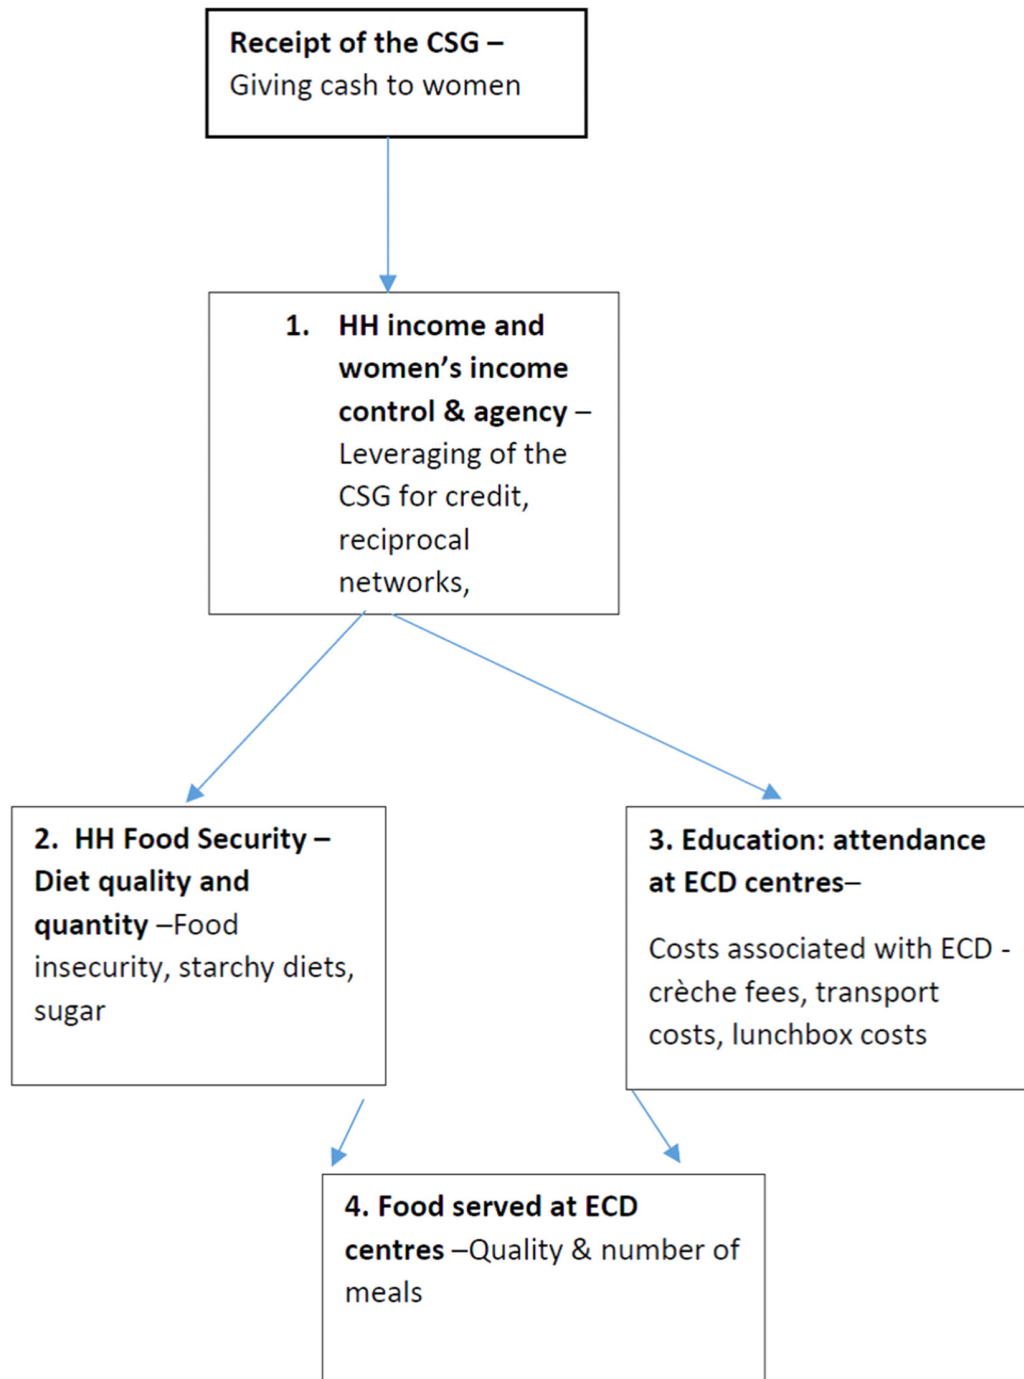 Receipt of the CSG –
Giving cash to women
1. HH income and
women’s income
control & agency –
Leveraging of the
CSG for credit,
reciprocal
networks,
2. HH Food Security –
Diet quality and
quantity –Food
insecurity, starchy diets,
sugar
3. Education: attendance
at ECD centres–
Costs associated with ECD -
crèche fees, transport
costs, lunchbox costs
4. Food served at ECD
centres –Quality & number of
meals